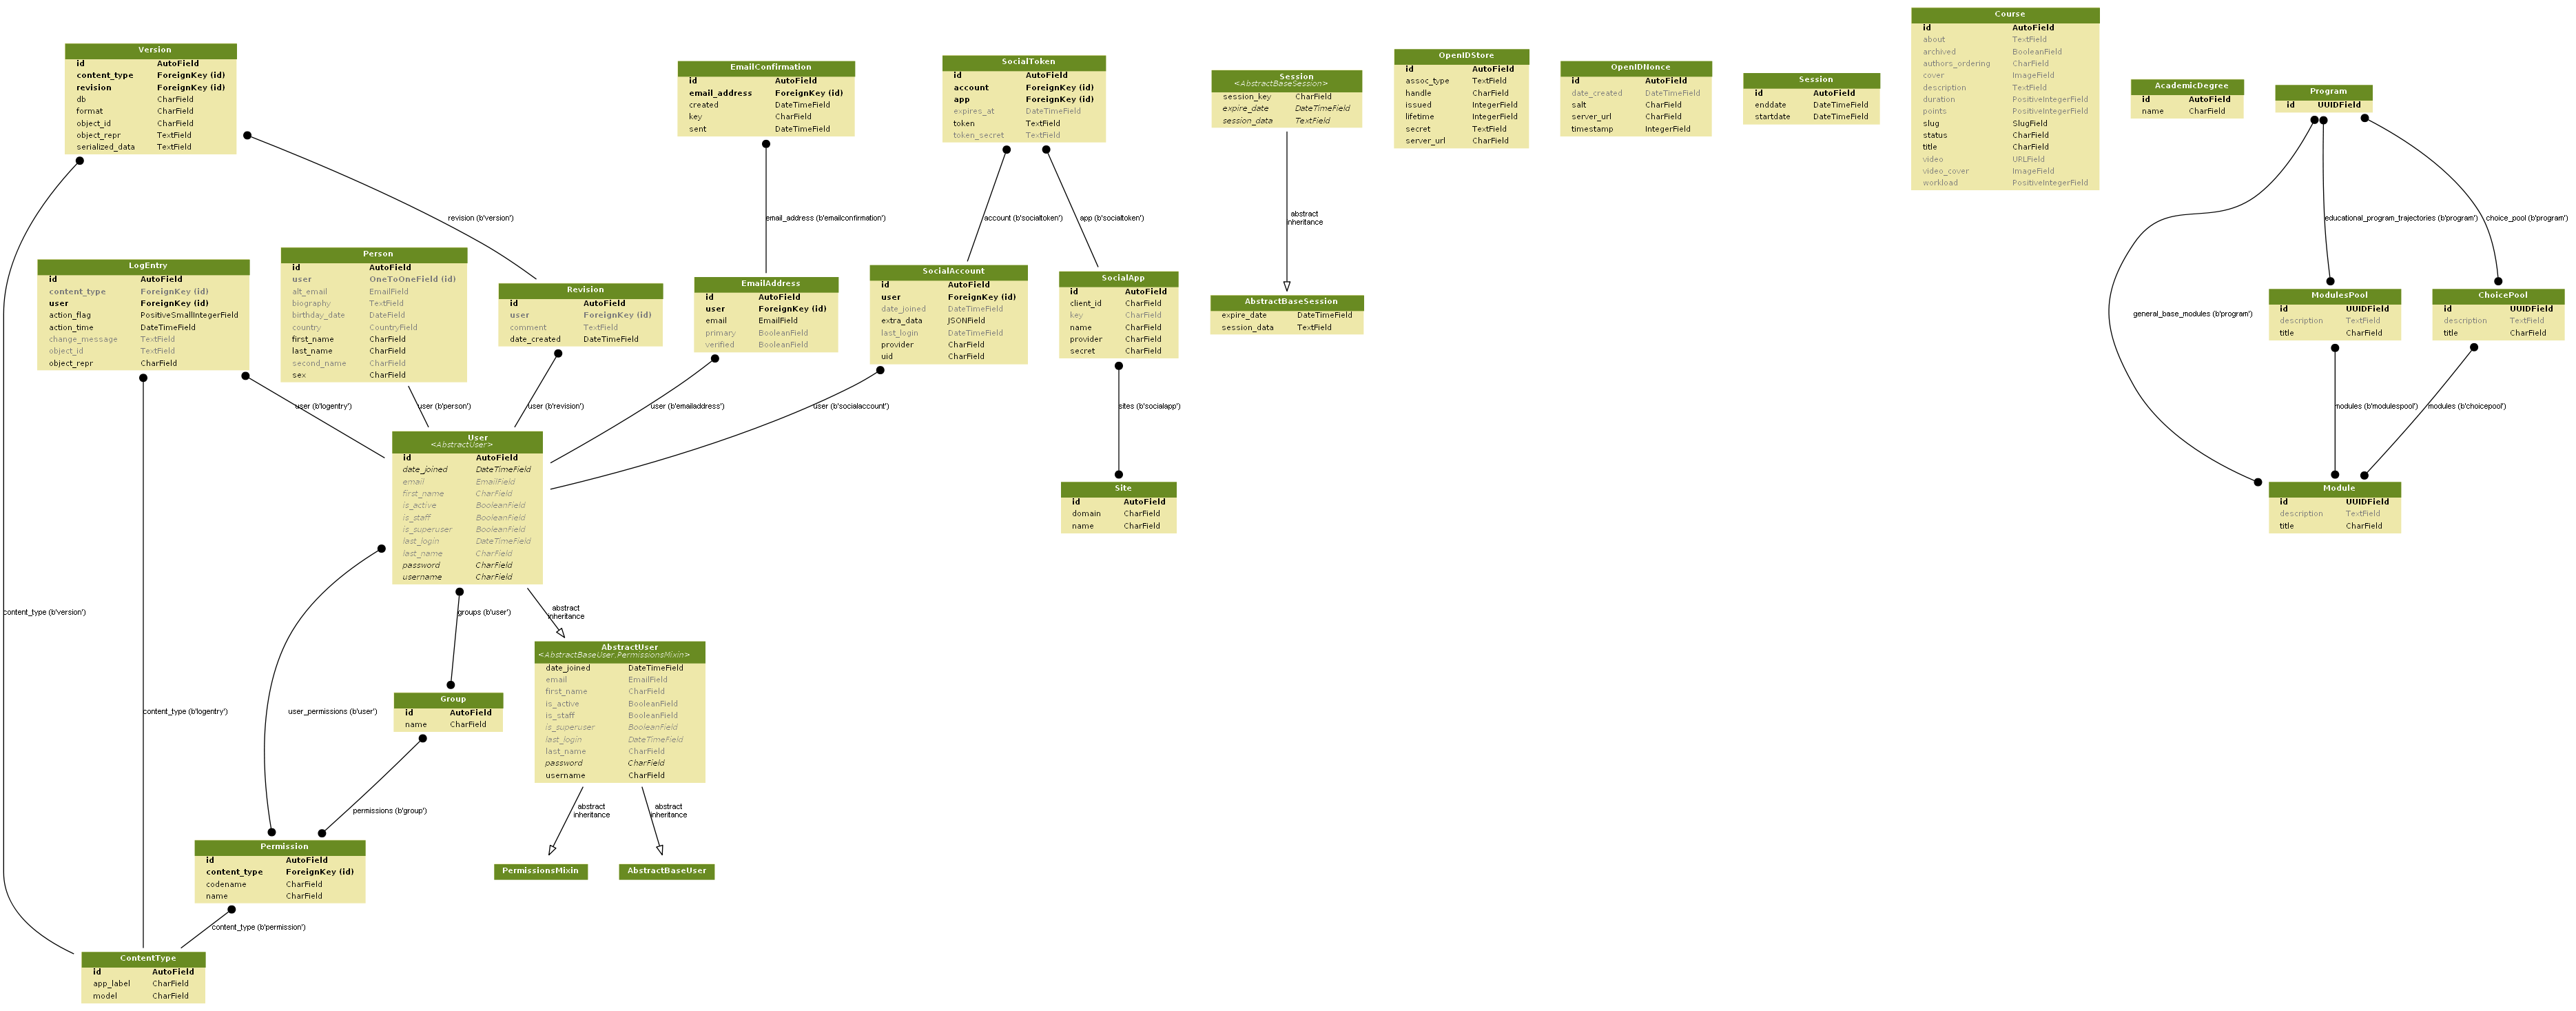 Version
id AutoField
content_type ForeignKey (id)
revision ForeignKey (id)
db CharField
format CharField
object_id CharField
object_repr TextField
serialized_data TextField
EmailConfirmation
id AutoField
email_address ForeignKey (id)
created DateTimeField
key CharField
sent DateTimeField
SocialToken
id AutoField
account ForeignKey (id)
app ForeignKey (id)
expires_at DateTimeField
token TextField
token_secret TextField
Session
<AbstractBaseSession>
session_key CharField
expire_date DateTimeField
session_data TextField
OpenIDStore
id AutoField
assoc_type TextField
handle CharField
issued IntegerField
lifetime IntegerField
secret TextField
server_url CharField
OpenIDNonce
id AutoField
date_created DateTimeField
salt CharField
server_url CharField
timestamp IntegerField
Session
id AutoField
enddate DateTimeField
startdate DateTimeField
Course
id AutoField
about TextField
archived BooleanField
authors_ordering CharField
cover ImageField
description TextField
duration PositiveIntegerField
points PositiveIntegerField
slug SlugField
status CharField
title CharField
video URLField
video_cover ImageField
workload PositiveIntegerField
AcademicDegree
id AutoField
name CharField
Program
id UUIDField
revision (b'version')
email_address (b'emailconfirmation')
account (b'socialtoken')
app (b'socialtoken')
abstract
inheritance
educational_program_trajectories (b'program')
choice_pool (b'program')
general_base_modules (b'program')
LogEntry
id AutoField
content_type ForeignKey (id)
user ForeignKey (id)
action_flag PositiveSmallIntegerField
action_time DateTimeField
change_message TextField
object_id TextField
object_repr CharField
Person
id AutoField
user OneToOneField (id)
alt_email EmailField
biography TextField
birthday_date DateField
country CountryField
first_name CharField
last_name CharField
second_name CharField
sex CharField
Revision
id AutoField
user ForeignKey (id)
comment TextField
date_created DateTimeField
EmailAddress
id AutoField
user ForeignKey (id)
email EmailField
primary BooleanField
verified BooleanField
SocialAccount
id AutoField
user ForeignKey (id)
date_joined DateTimeField
extra_data JSONField
last_login DateTimeField
provider CharField
uid CharField
SocialApp
id AutoField
client_id CharField
key CharField
name CharField
provider CharField
secret CharField
AbstractBaseSession
expire_date DateTimeField
session_data TextField
ModulesPool
id UUIDField
description TextField
title CharField
ChoicePool
id UUIDField
description TextField
title CharField
user (b'logentry')
user (b'person')
user (b'revision')
user (b'emailaddress')
user (b'socialaccount')
sites (b'socialapp')
modules (b'modulespool')
modules (b'choicepool')
User
<AbstractUser>
id AutoField
date_joined DateTimeField
email EmailField
first_name CharField
is_active BooleanField
is_staff BooleanField
is_superuser BooleanField
last_login DateTimeField
last_name CharField
password CharField
username CharField
Site
id AutoField
domain CharField
name CharField
Module
id UUIDField
description TextField
title CharField
content_type (b'version')
groups (b'user')
abstract
inheritance
AbstractUser
<AbstractBaseUser,PermissionsMixin>
date_joined DateTimeField
email EmailField
first_name CharField
is_active BooleanField
is_staff BooleanField
is_superuser BooleanField
last_login DateTimeField
last_name CharField
password CharField
username CharField
content_type (b'logentry')
user_permissions (b'user')
Group
id AutoField
name CharField
permissions (b'group')
abstract
inheritance
abstract
inheritance
Permission
id AutoField
content_type ForeignKey (id)
codename CharField
name CharField
PermissionsMixin
AbstractBaseUser
content_type (b'permission')
ContentType
id AutoField
app_label CharField
model CharField